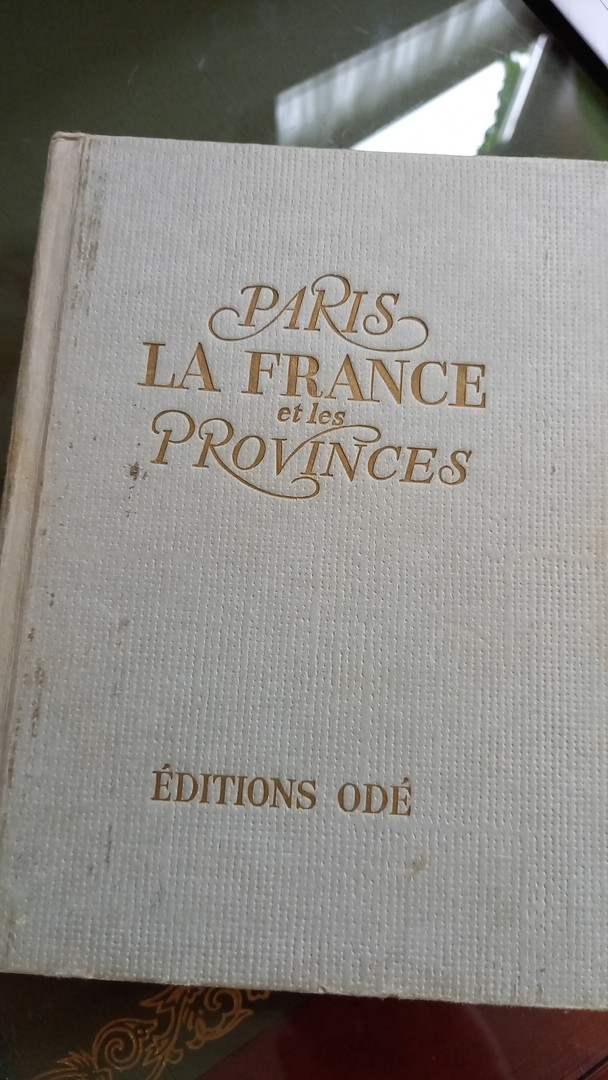 PARIS
LA FRANCE
et les
PROVINCES
ÉDITIONS ODÉ